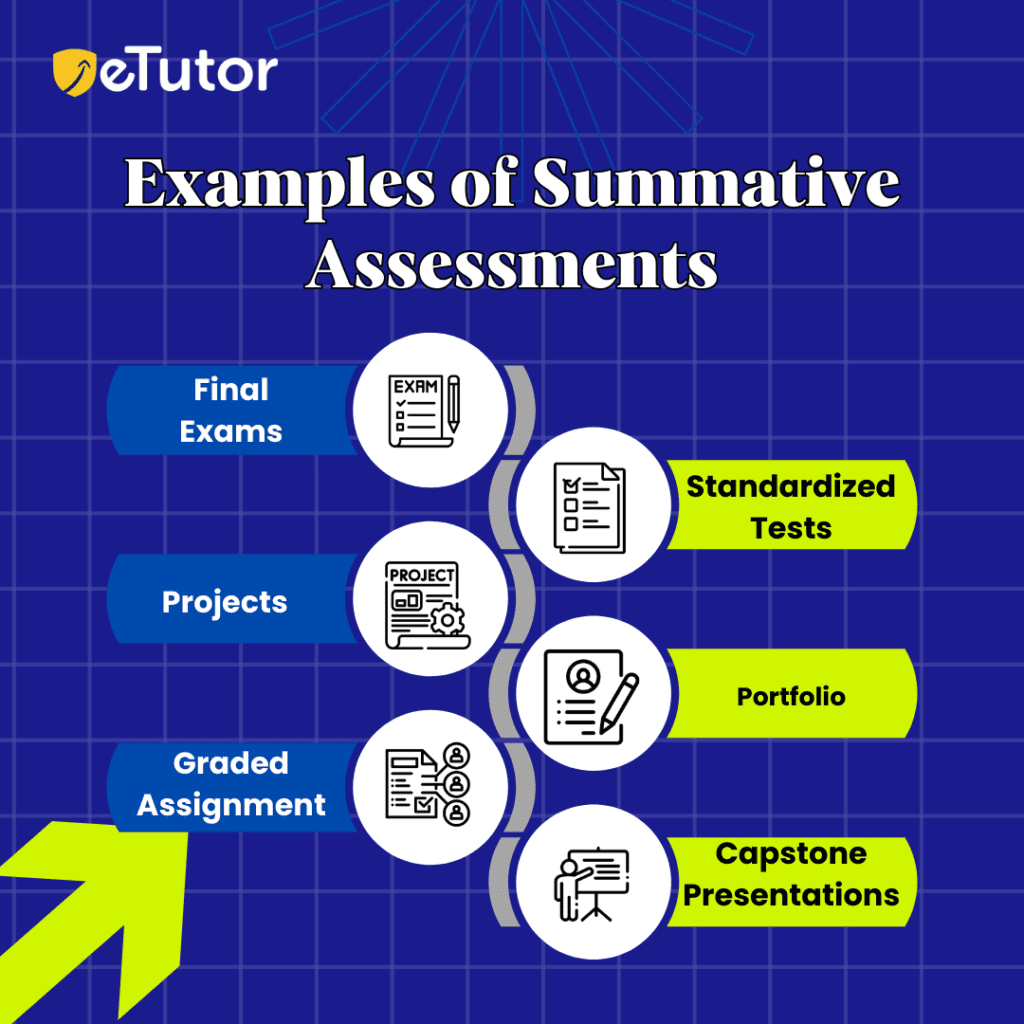 eTutor
Examples of Summative
Assessments
Final
Exams
EXAM
Standardized
Tests
Projects
PROJECT
Portfolio
Graded
Assignment
Capstone
Presentations